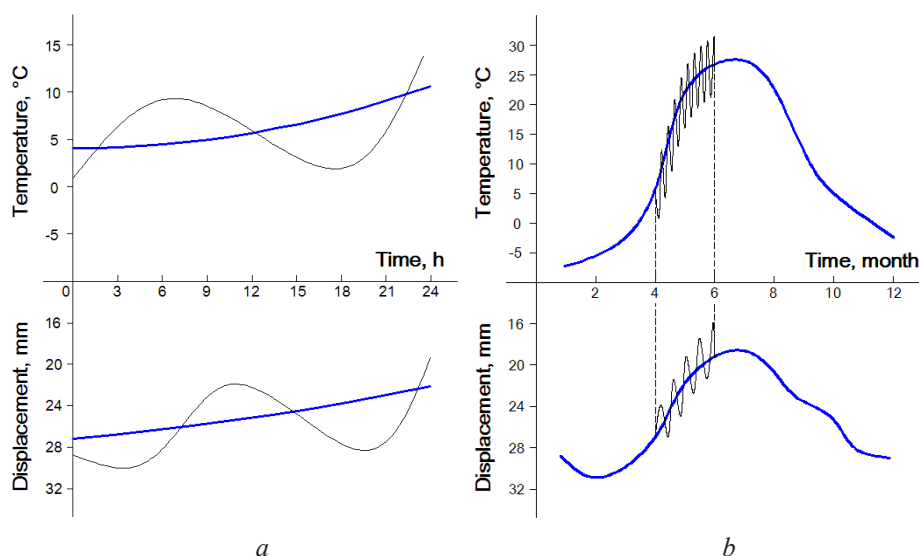 Temperature, °C
15
10
5
0
-5
Time, h
0 3 6 9 12 15 18 21 24
Displacement, mm
16
20
24
28
32
a
Temperature, °C
30
25
20
15
10
5
0
-5
Time, month
2 4 6 8 10 12
Displacement, mm
16
20
24
28
32
b